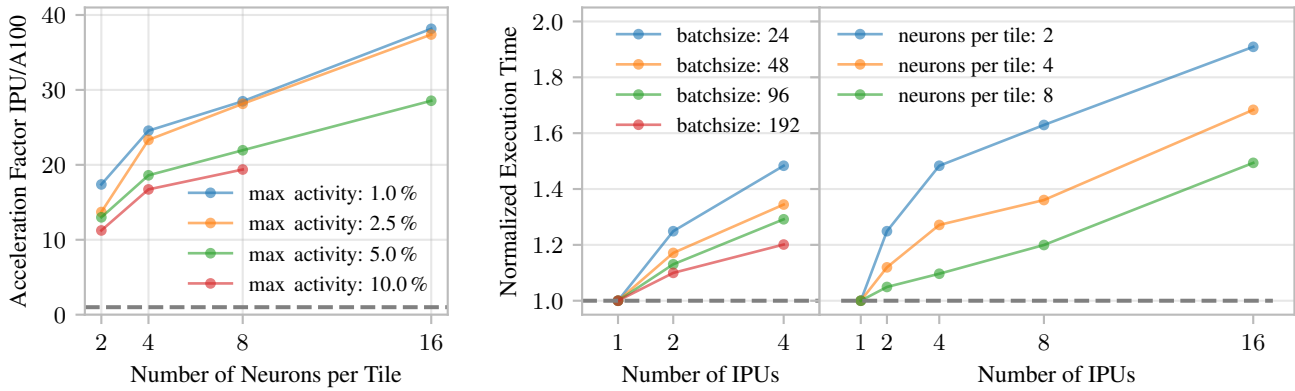 Acceleration Factor IPU/A100
40
30
20
10
0
2
4
8
16
Number of Neurons per Tile
max activity: 1.0 %
max activity: 2.5 %
max activity: 5.0 %
max activity: 10.0 %
Normalized Execution Time
2.0
1.8
1.6
1.4
1.2
1.0
batchsize: 24
batchsize: 48
batchsize: 96
batchsize: 192
1
2
4
Number of IPUs
neurons per tile: 2
neurons per tile: 4
neurons per tile: 8
1
2
4
8
16
Number of IPUs